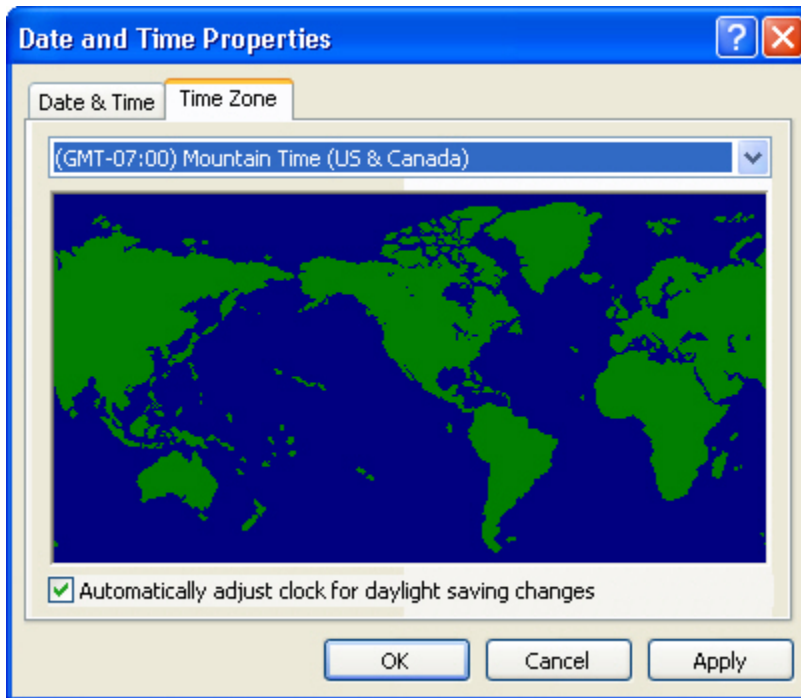 Date and Time Properties
Date & Time
Time Zone
(GMT-07:00) Mountain Time (US & Canada)
Automatically adjust clock for daylight saving changes
OK
Cancel
Apply